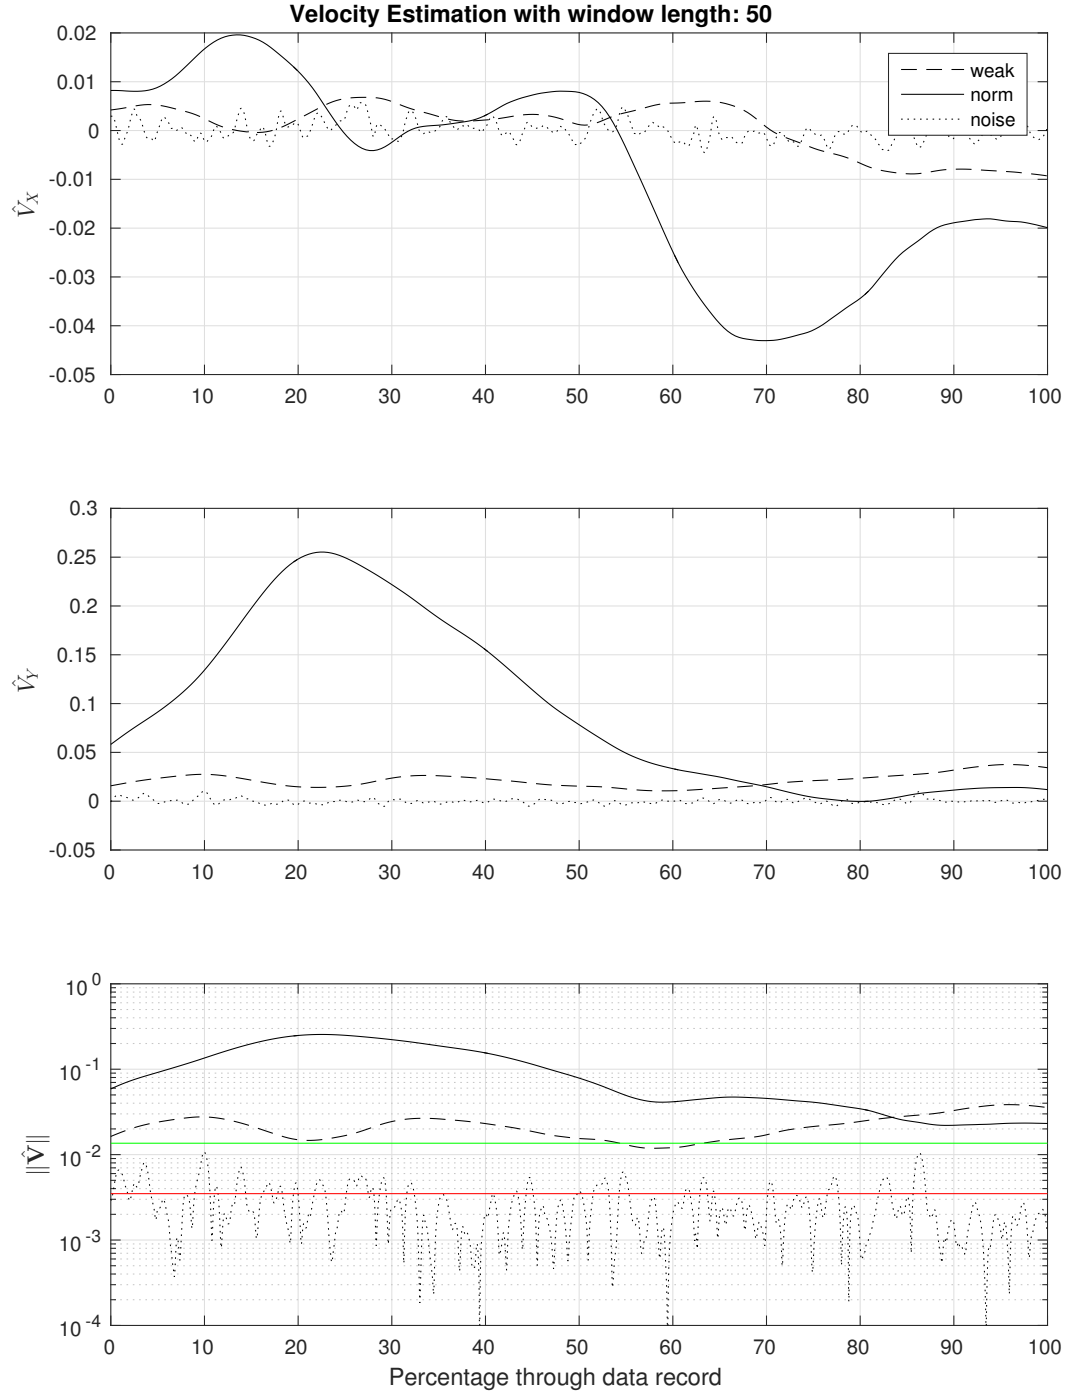 Velocity Estimation with window length: 50
0.02
0.01
0
-0.01
-0.02
-0.03
-0.04
-0.05
V̂_X
weak
norm
noise
0 10 20 30 40 50 60 70 80 90 100
0.3
0.25
0.2
0.15
0.1
0.05
0
-0.05
V̂_Y
0 10 20 30 40 50 60 70 80 90 100
10^0
10^-1
10^-2
10^-3
10^-4
||V̂||
0 10 20 30 40 50 60 70 80 90 100
Percentage through data record